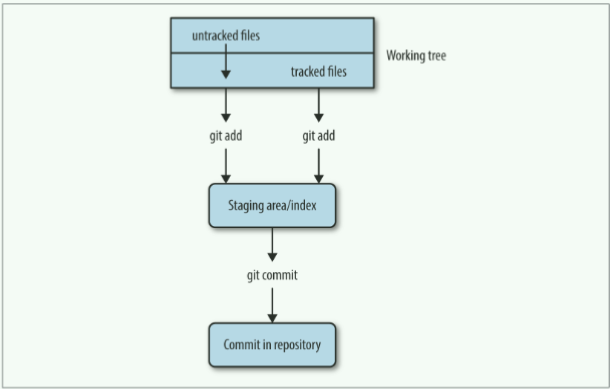 untracked files
Working tree
tracked files
git add
git add
Staging area/index
git commit
Commit in repository